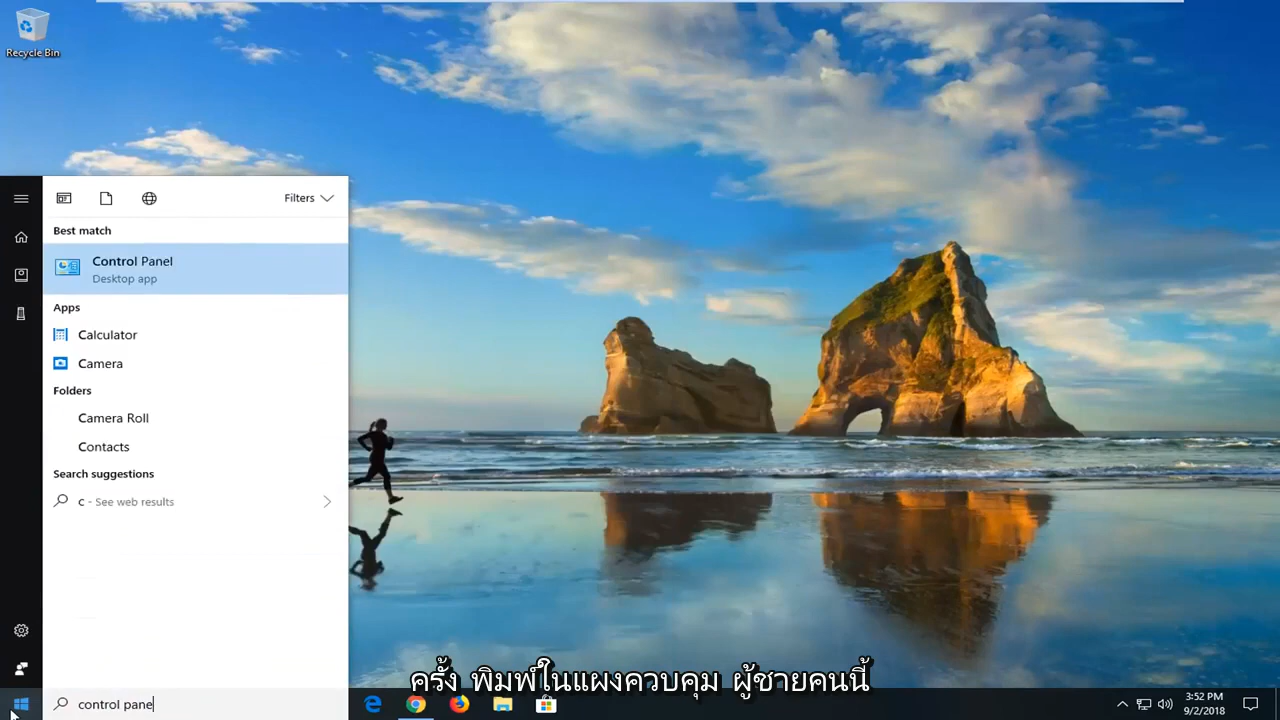 Recycle Bin
Filters
Best match
Control Panel
Desktop app
Apps
Calculator
Camera
Folders
Camera Roll
Contacts
Search suggestions
c - See web results
ครั้ง พิมพ์ในแผงควบคุม ผู้ชายคนนี้
control pane
3:52 PM
9/2/2018